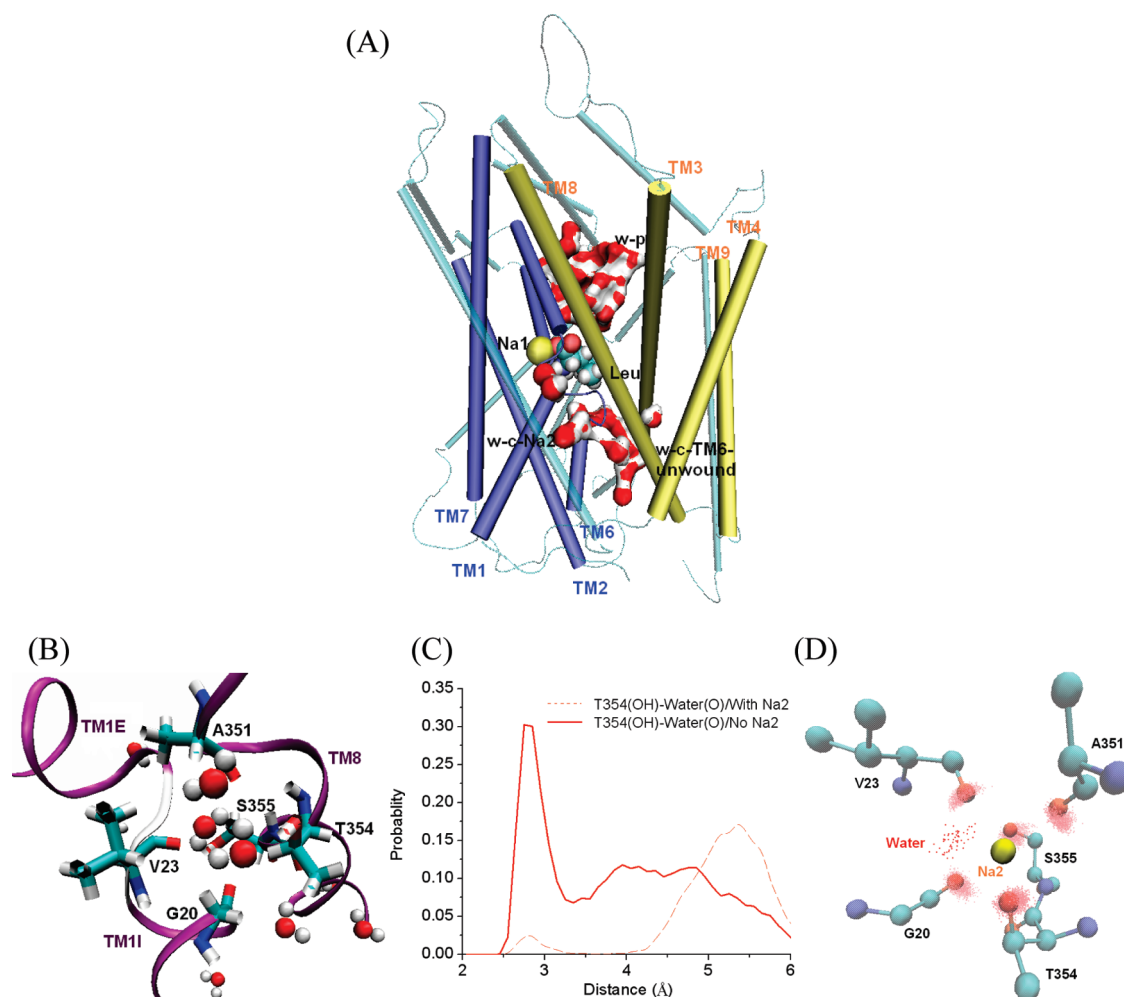 (A)
TM3
TM8
TM4
w-p
TM9
Na1
Leu
w-c-Na2
w-c-TM6-
unwound
TM7
TM6
TM1
TM2
(B)
TM1E
A351
TM8
S355
T354
V23
G20
TM1I
(C)
0.35
0.30
0.25
0.20
0.15
0.10
0.05
0.00
Probablity
T354(OH)-Water(O)/With Na2
T354(OH)-Water(O)/No Na2
2 3 4 5 6
Distance (Å)
(D)
A351
V23
Water
S355
Na2
G20
T354